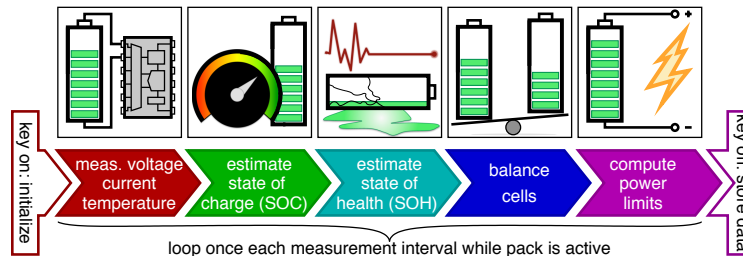 key on: initialize
meas. voltage
current
temperature
estimate
state of
charge (SOC)
estimate
state of
health (SOH)
balance
cells
compute
power
limits
key off: store data
+
−
loop once each measurement interval while pack is active